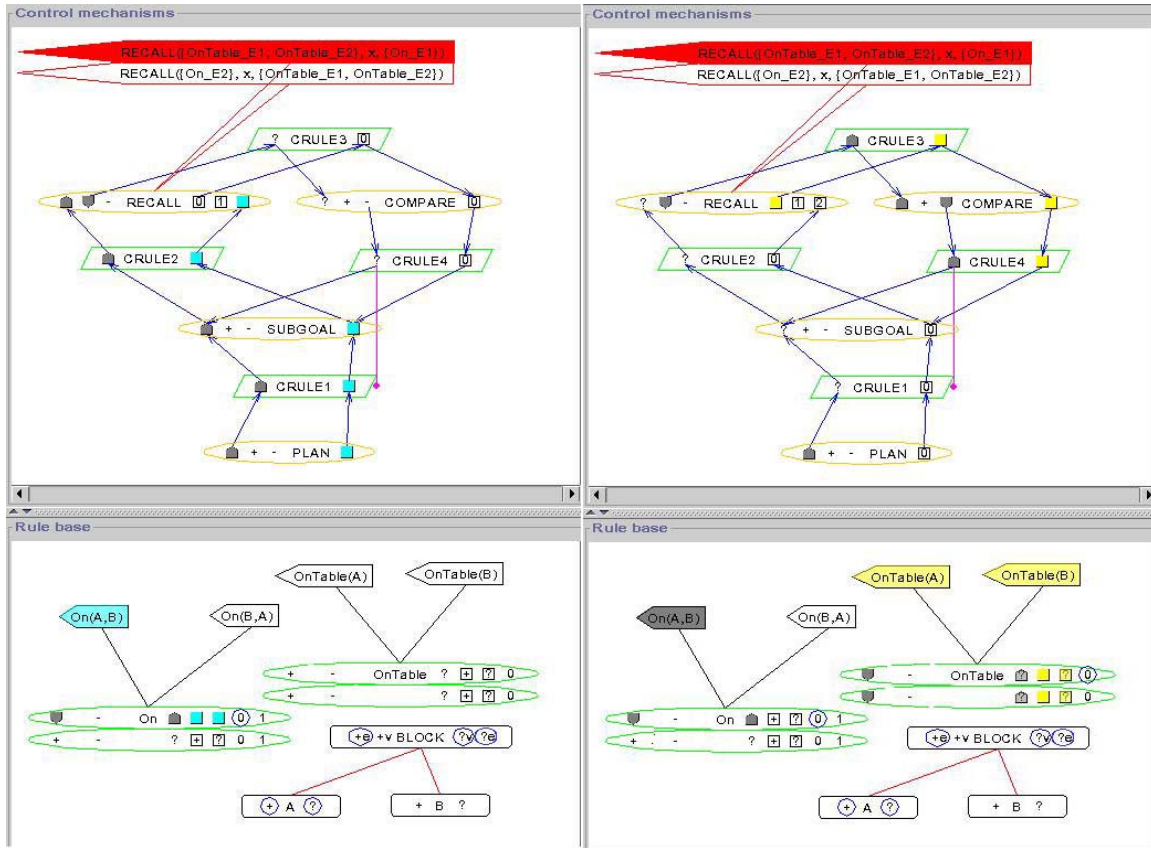 Control mechanisms
RECALL({OnTable_E1, OnTable_E2}, x, {On_E1})
RECALL({On_E2}, x, {OnTable_E1, OnTable_E2})
? CRULE3 0
- RECALL 0 1
? + - COMPARE 0
CRULE2
? CRULE4 0
+ - SUBGOAL
CRULE1
+ - PLAN
Rule base
OnTable(A)
OnTable(B)
On(A,B)
On(B,A)
+ - OnTable ? + ? 0
+ - ? + ? 0
- On 0 1
+ - ? + ? 0 1
+e +v BLOCK ?v ?e
+ A ?
+ B ?
Control mechanisms
RECALL({OnTable_E1, OnTable_E2}, x, {On_E1})
RECALL({On_E2}, x, {OnTable_E1, OnTable_E2})
CRULE3
? - RECALL 1 2
+ COMPARE
? CRULE2 0
CRULE4
? + - SUBGOAL 0
? CRULE1 0
+ - PLAN 0
Rule base
OnTable(A)
OnTable(B)
On(A,B)
On(B,A)
- OnTable ? ? 0
- ? ? 0
- On + ? 0 1
+ - ? + ? 0 1
+e +v BLOCK ?v ?e
+ A ?
+ B ?